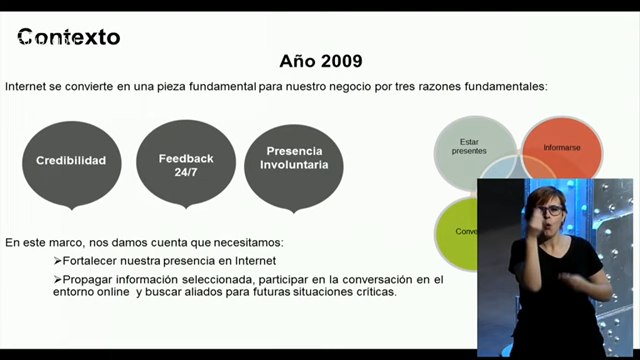 Contexto
Año 2009
Internet se convierte en una pieza fundamental para nuestro negocio por tres razones fundamentales:
Credibilidad
Feedback
24/7
Presencia
Involuntaria
Estar
presentes
Informarse
En este marco, nos damos cuenta que necesitamos:
➢Fortalecer nuestra presencia en Internet
➢Propagar información seleccionada, participar en la conversación en el
entorno online y buscar aliados para futuras situaciones críticas.